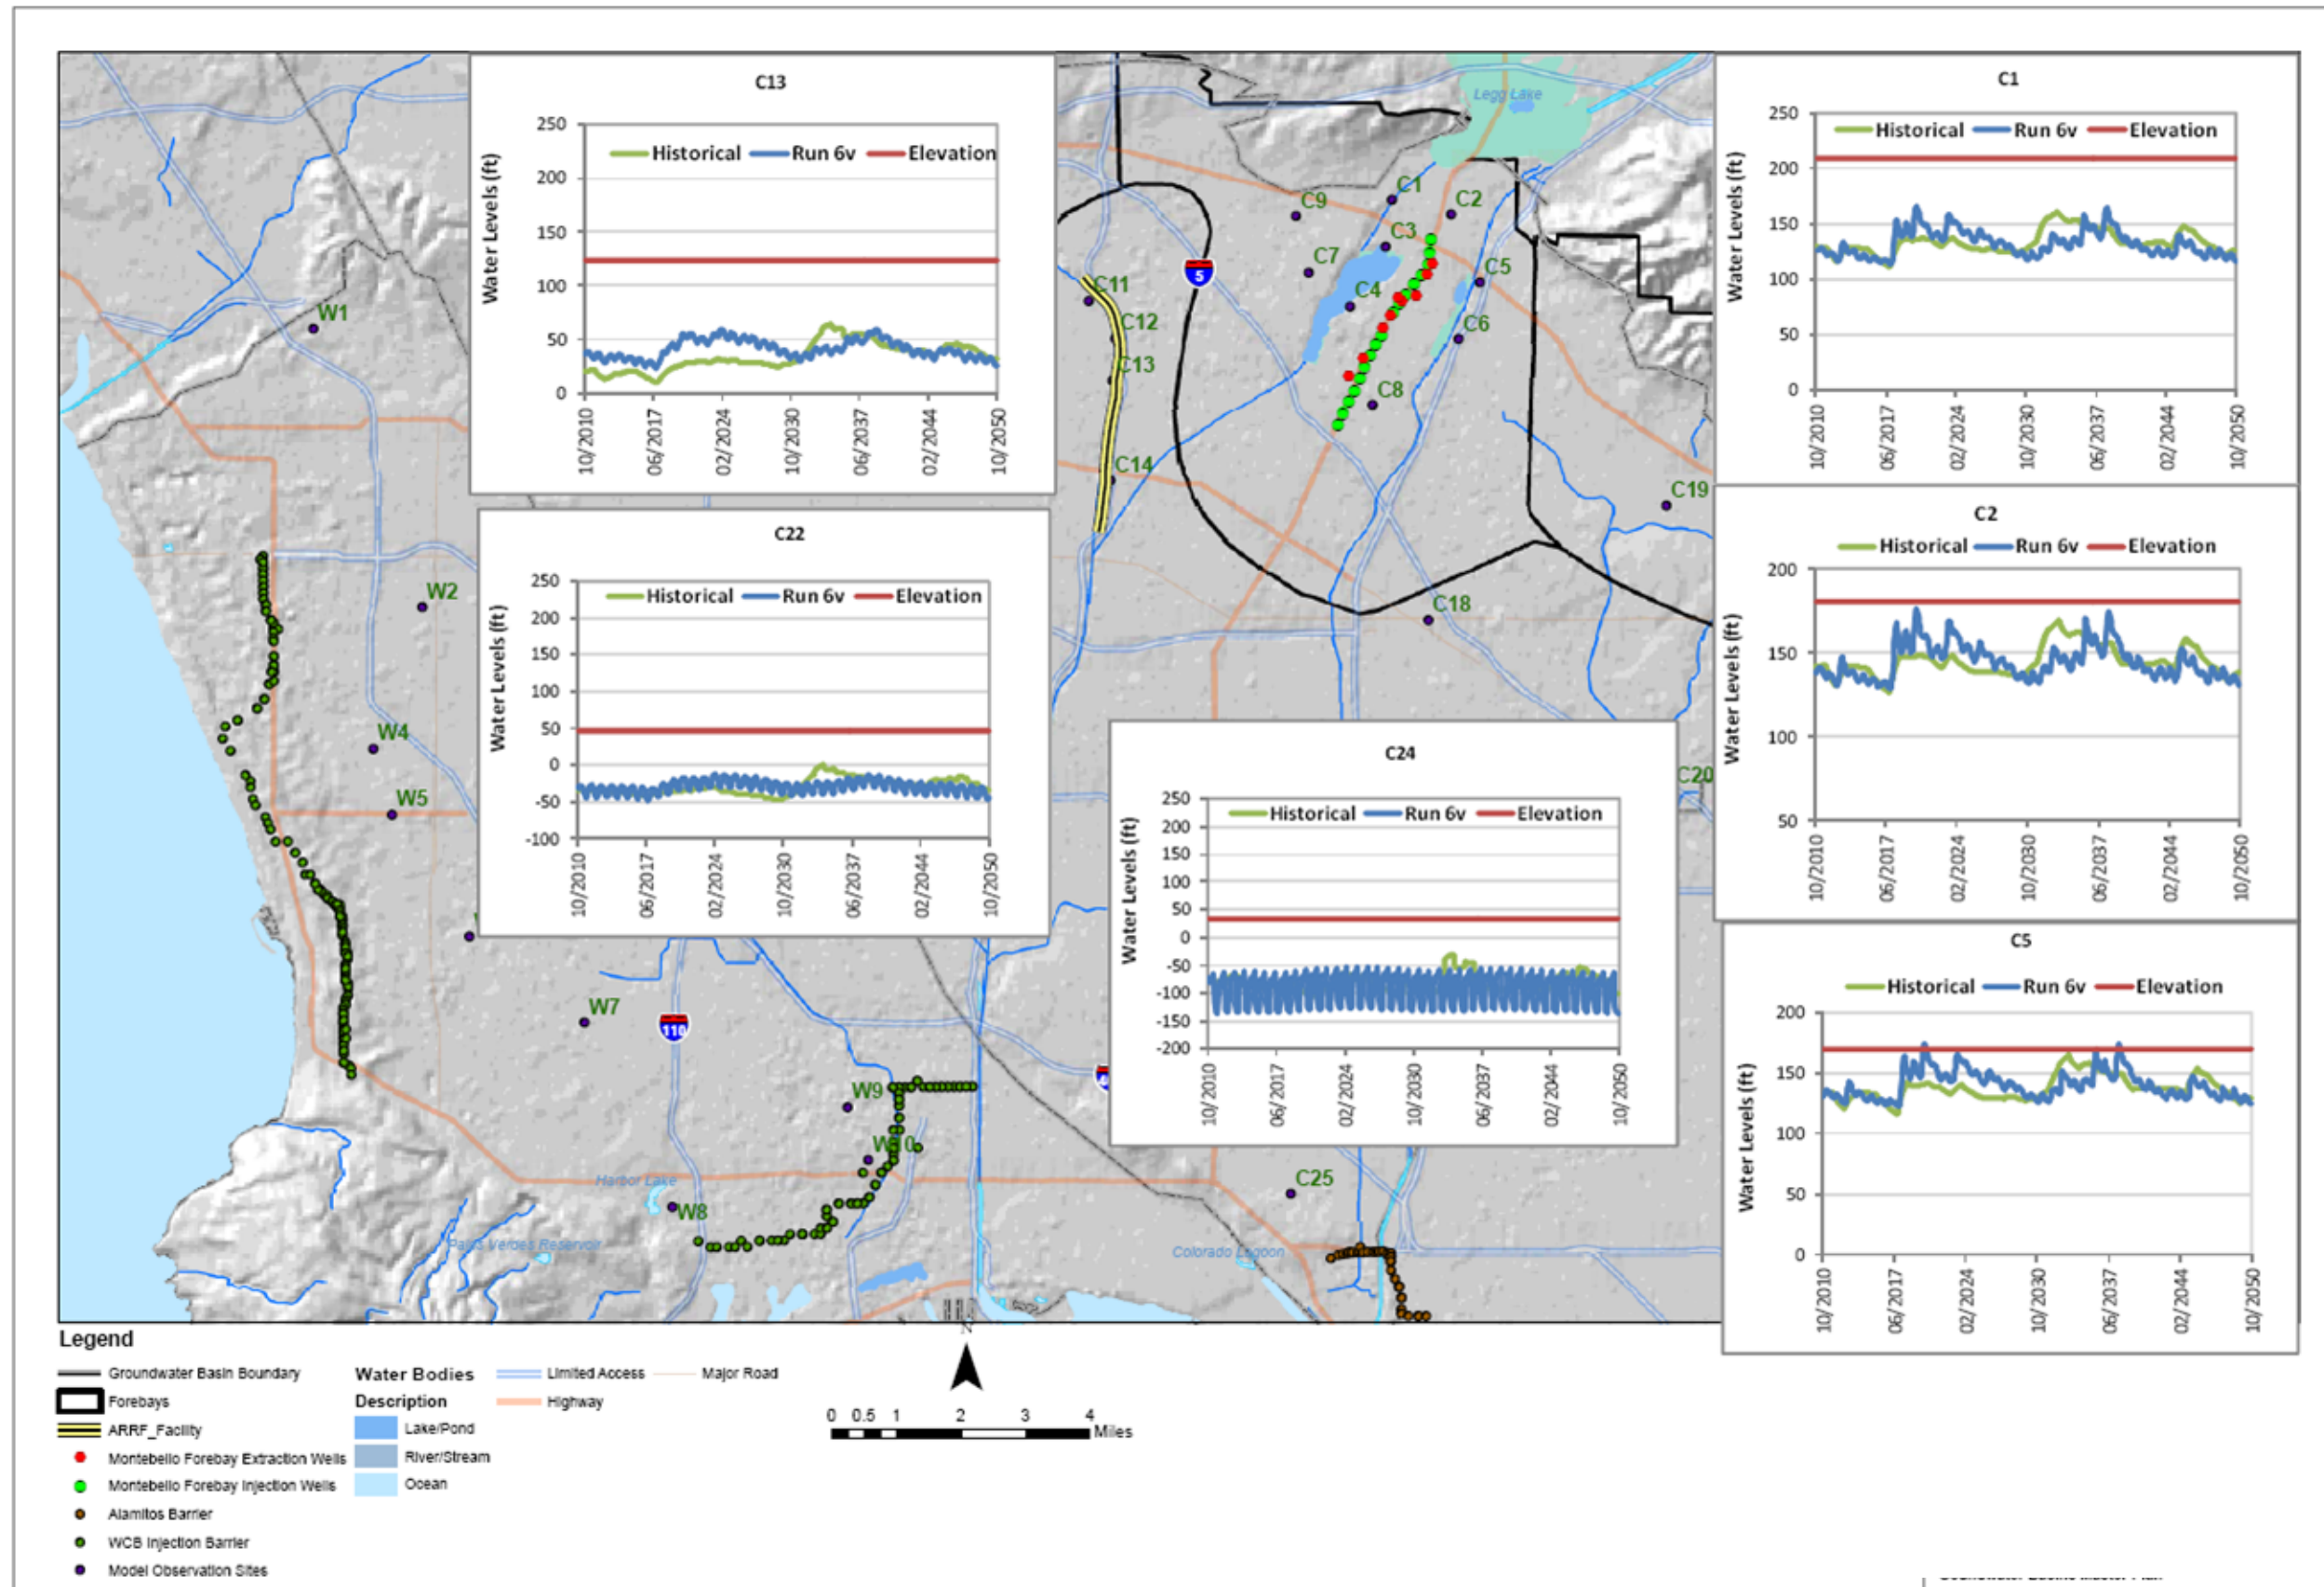 C13
Water Levels (ft)
Historical Run 6v Elevation
250
200
150
100
50
0
10/2010 06/2017 02/2024 10/2030 06/2037 02/2044 10/2050
C22
Water Levels (ft)
Historical Run 6v Elevation
250
200
150
100
50
0
-50
-100
10/2010 06/2017 02/2024 10/2030 06/2037 02/2044 10/2050
C1
Water Levels (ft)
Historical Run 6v Elevation
250
200
150
100
50
0
10/2010 06/2017 02/2024 10/2030 06/2037 02/2044 10/2050
C2
Water Levels (ft)
Historical Run 6v Elevation
200
150
100
50
10/2010 06/2017 02/2024 10/2030 06/2037 02/2044 10/2050
C24
Water Levels (ft)
Historical Run 6v Elevation
250
200
150
100
50
0
-50
-100
-150
-200
10/2010 06/2017 02/2024 10/2030 06/2037 02/2044 10/2050
C5
Water Levels (ft)
Historical Run 6v Elevation
200
150
100
50
0
10/2010 06/2017 02/2024 10/2030 06/2037 02/2044 10/2050
Legg Lake
C1
C2
C9
C3
C7
C5
5
C11
C4
C12
C6
W1
C13
C8
C14
C19
W2
C18
W4
C20
W5
W7
110
W9
W10
C25
Harbor Lake
W8
Palos Verdes Reservoir
Colorado Lagoon
Legend
Groundwater Basin Boundary
Forebays
ARRF_Facility
Montebello Forebay Extraction Wells
Montebello Forebay Injection Wells
Alamitos Barrier
WCB Injection Barrier
Model Observation Sites
Water Bodies
Description
Lake/Pond
River/Stream
Ocean
Limited Access
Highway
Major Road
N
0 0.5 1 2 3 4
Miles